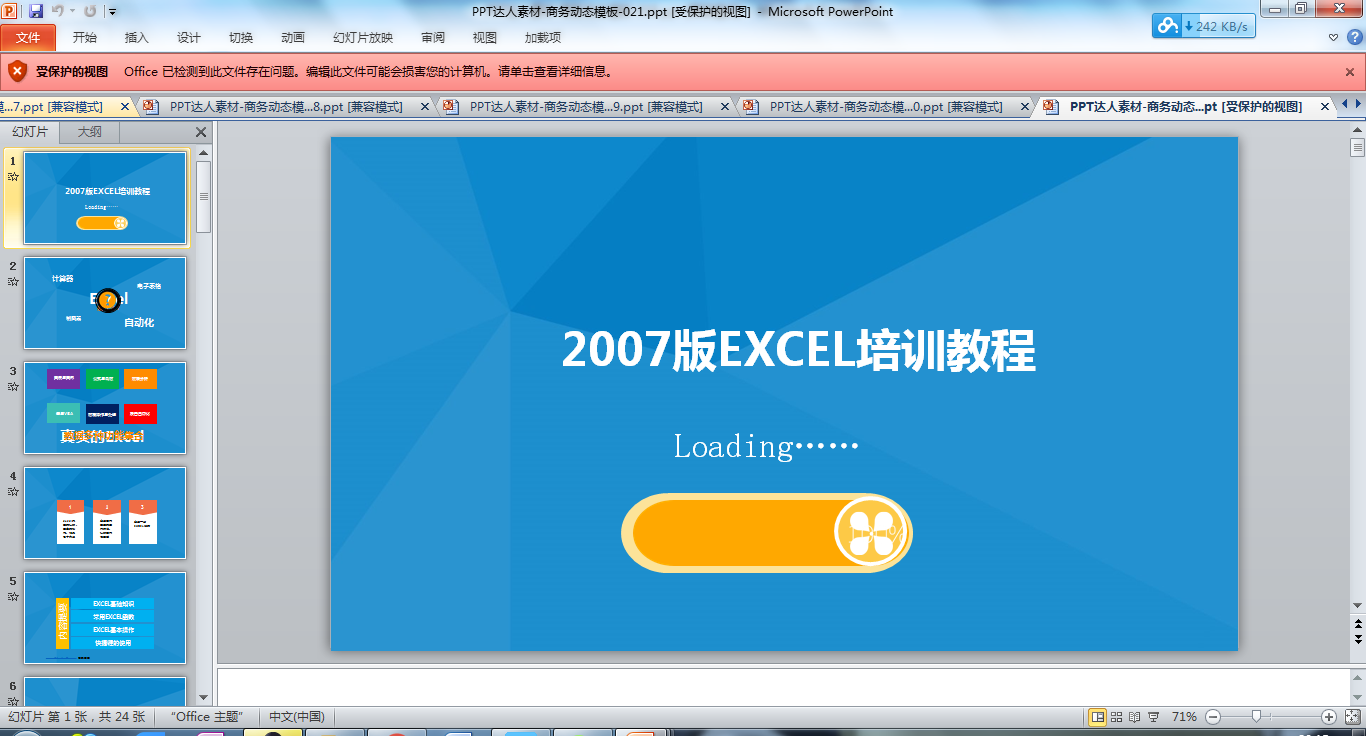 PPT达人素材-商务动态模板-021.ppt [受保护的视图] - Microsoft PowerPoint
242 KB/s
文件 开始 插入 设计 切换 动画 幻灯片放映 审阅 视图 加载项
受保护的视图 Office 已检测到此文件存在问题。编辑此文件可能会损害您的计算机。请单击查看详细信息。
...7.ppt [兼容模式] PPT达人素材-商务动态模...8.ppt [兼容模式] PPT达人素材-商务动态模...9.ppt [兼容模式] PPT达人素材-商务动态模...0.ppt [兼容模式] PPT达人素材-商务动态...pt [受保护的视图]
幻灯片 大纲
1
2007版EXCEL培训教程
Loading……
2
计算器
电子表格
自动化
3
真实的Excel
4
1 2 3
5
内容提要
EXCEL基础知识
常用EXCEL函数
EXCEL基本操作
快捷键的使用
6
2007版EXCEL培训教程
Loading……
幻灯片 第 1 张，共 24 张 “Office 主题” 中文(中国) 71%